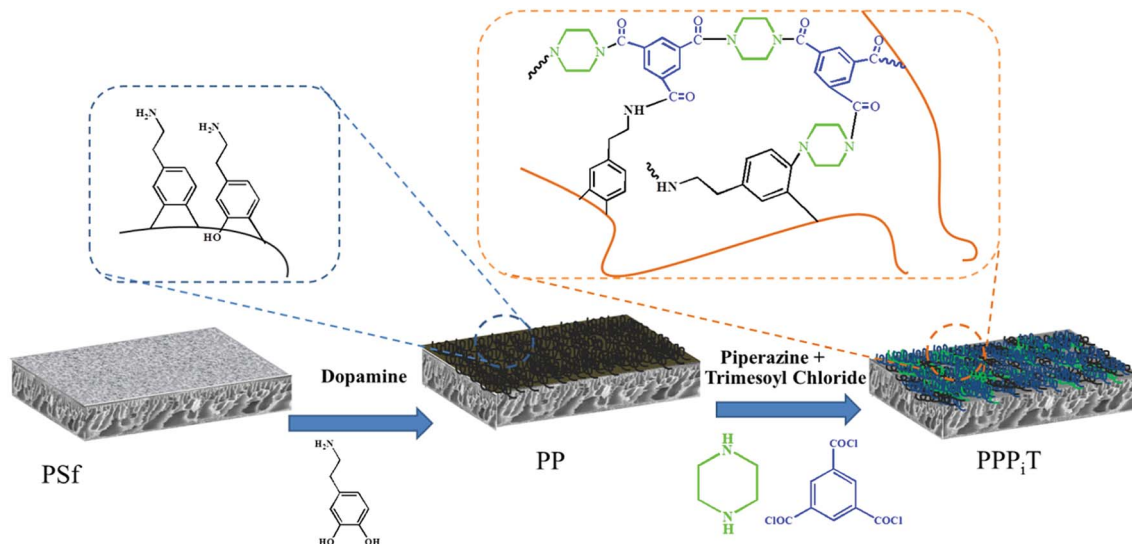 N
N-C
O
C-N
O
N-C
O
C
O
C
O
NH
C
O
N
N
HN
H₂N
H₂N
HO
Dopamine
Piperazine +
Trimesoyl Chloride
PSf
PP
PPPᵢT
H₂N
HO
OH
H
N
N
H
COCl
ClOC
COCl